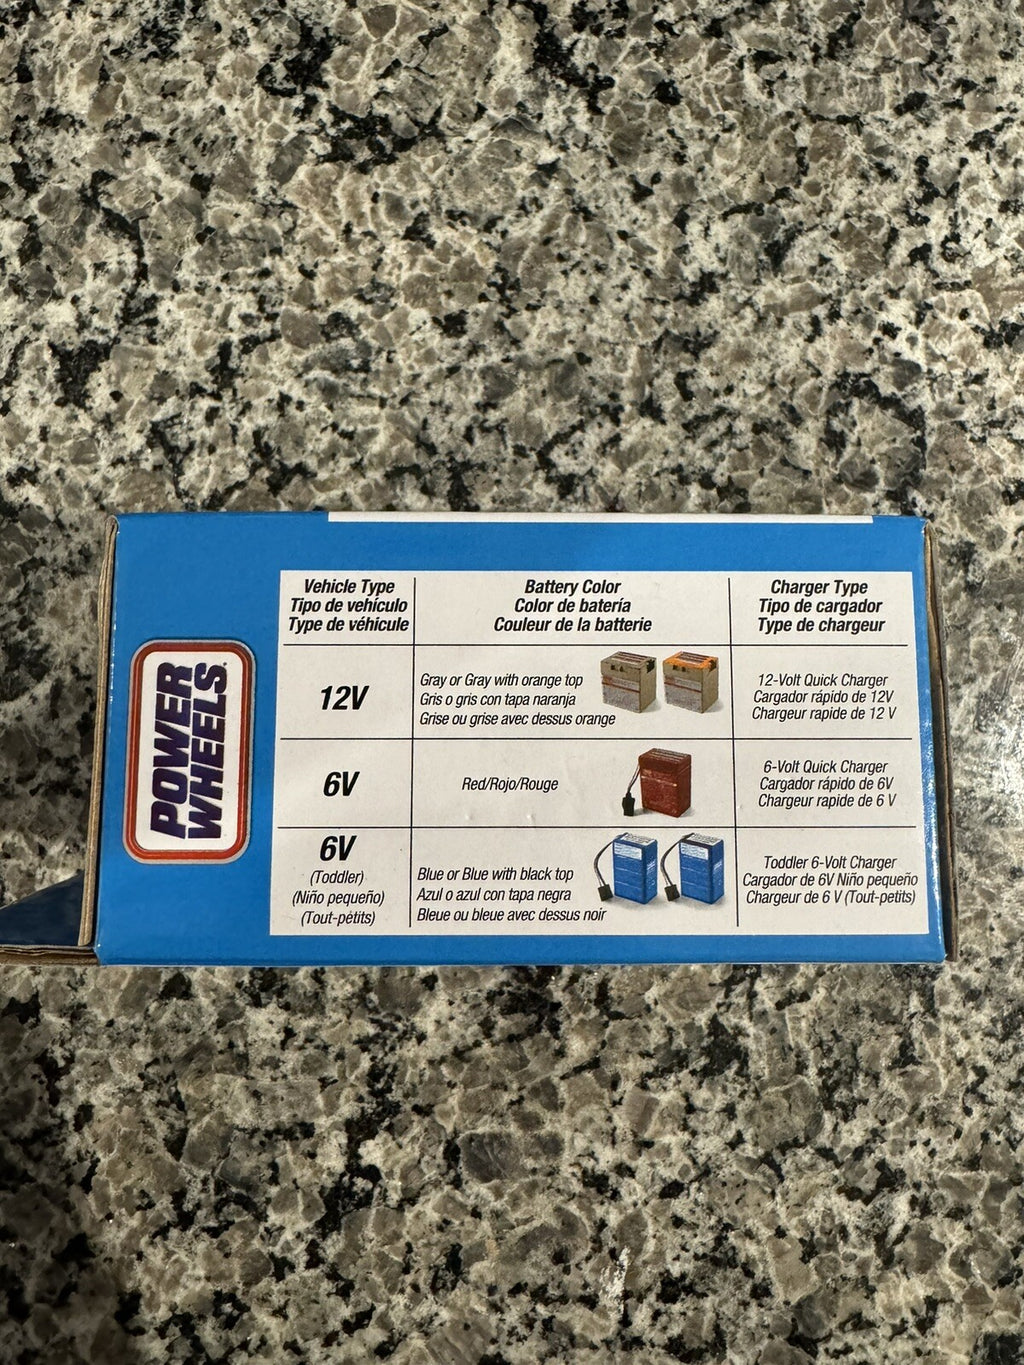 POWER
WHEELS
Vehicle Type
Tipo de vehículo
Type de véhicule
Battery Color
Color de batería
Couleur de la batterie
Charger Type
Tipo de cargador
Type de chargeur
12V
Gray or Gray with orange top
Gris o gris con tapa naranja
Grise ou grise avec dessus orange
12-Volt Quick Charger
Cargador rápido de 12V
Chargeur rapide de 12 V
6V
Red/Rojo/Rouge
6-Volt Quick Charger
Cargador rápido de 6V
Chargeur rapide de 6 V
6V
(Toddler)
(Niño pequeño)
(Tout-petits)
Blue or Blue with black top
Azul o azul con tapa negra
Bleue ou bleue avec dessus noir
Toddler 6-Volt Charger
Cargador de 6V Niño pequeño
Chargeur de 6 V (Tout-petits)